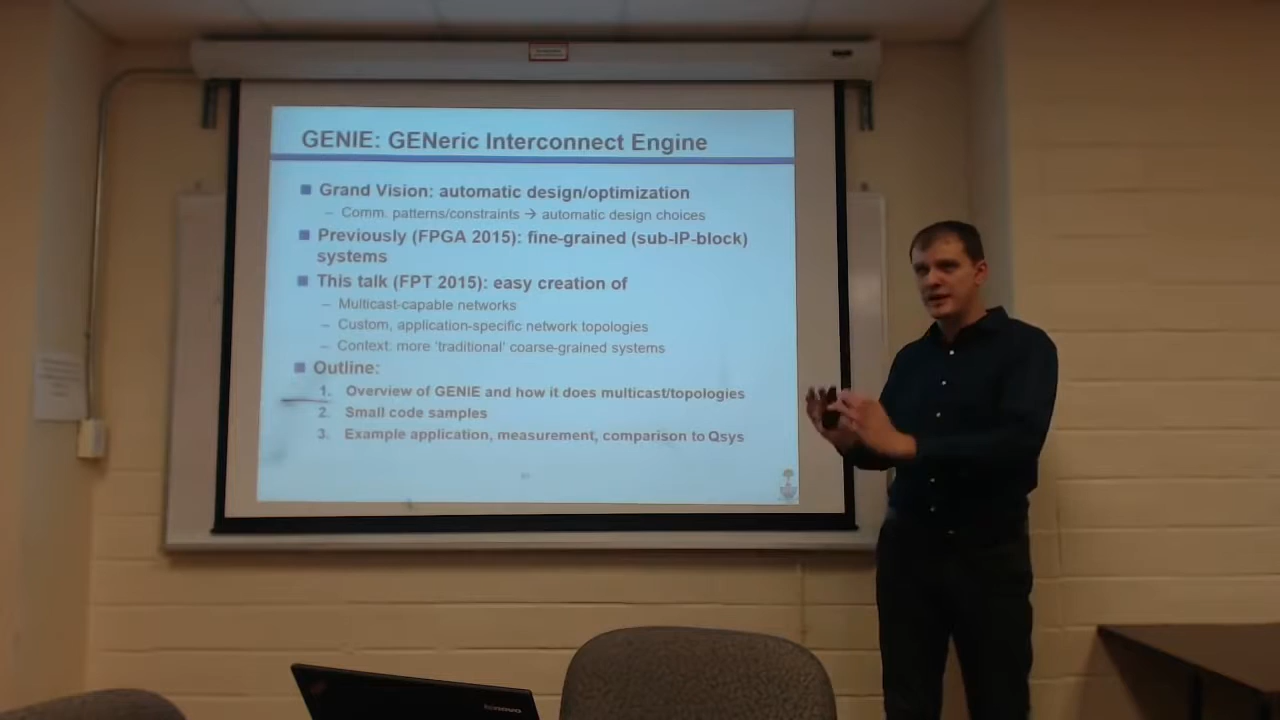 GENIE: GENeric Interconnect Engine
Grand Vision: automatic design/optimization
– Comm. patterns/constraints → automatic design choices
Previously (FPGA 2015): fine-grained (sub-IP-block)
systems
This talk (FPT 2015): easy creation of
– Multicast-capable networks
– Custom, application-specific network topologies
– Context: more 'traditional' coarse-grained systems
Outline:
1. Overview of GENIE and how it does multicast/topologies
2. Small code samples
3. Example application, measurement, comparison to Qsys
lenovo